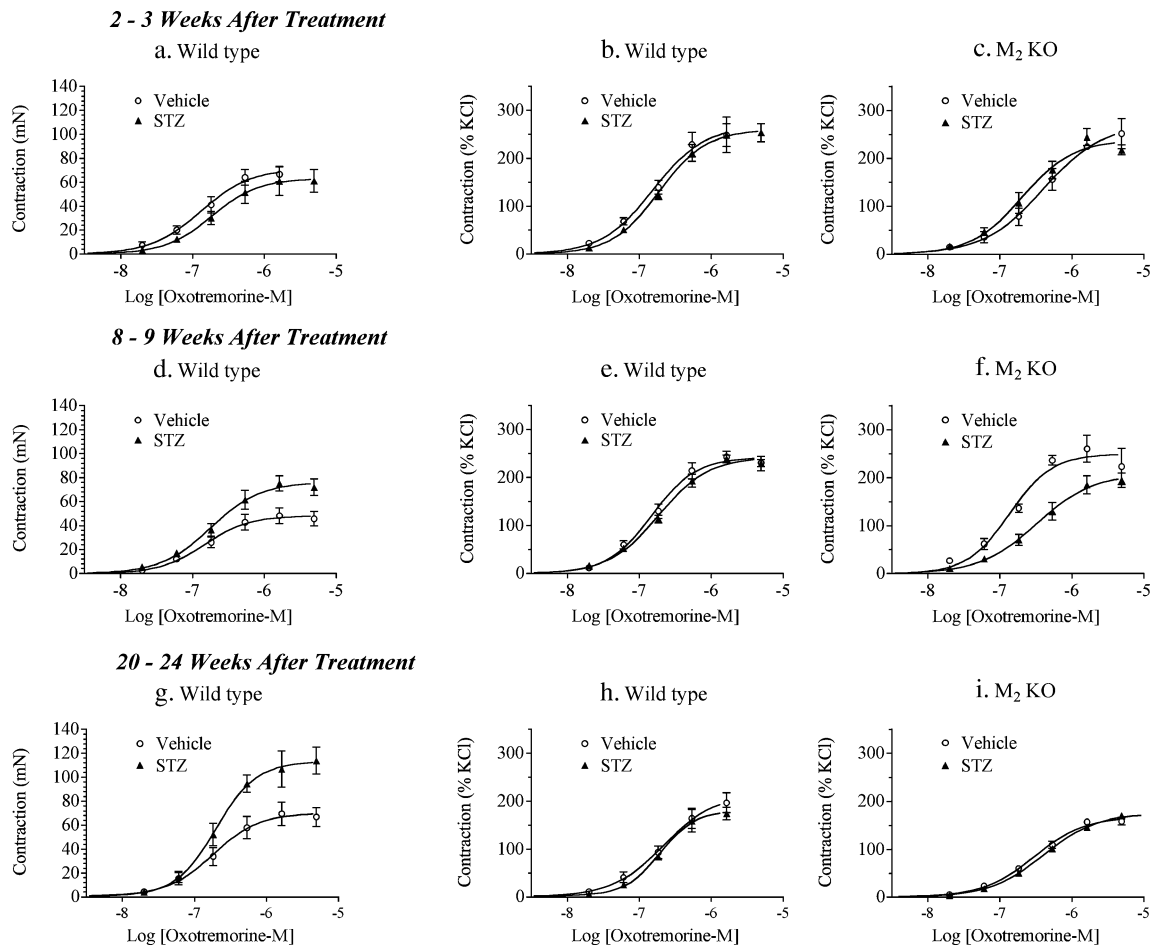 2 - 3 Weeks After Treatment
a. Wild type
b. Wild type
c. M₂ KO
Contraction (mN)
140
120
100
80
60
40
20
0
Vehicle
STZ
-8
-7
-6
-5
Log [Oxotremorine-M]
Contraction (% KCl)
300
200
100
0
Vehicle
STZ
-8
-7
-6
-5
Log [Oxotremorine-M]
Contraction (% KCl)
300
200
100
0
Vehicle
STZ
-8
-7
-6
-5
Log [Oxotremorine-M]
8 - 9 Weeks After Treatment
d. Wild type
e. Wild type
f. M₂ KO
Contraction (mN)
140
120
100
80
60
40
20
0
Vehicle
STZ
-8
-7
-6
-5
Log [Oxotremorine-M]
Contraction (% KCl)
300
200
100
0
Vehicle
STZ
-8
-7
-6
-5
Log [Oxotremorine-M]
Contraction (% KCl)
300
200
100
0
Vehicle
STZ
-8
-7
-6
-5
Log [Oxotremorine-M]
20 - 24 Weeks After Treatment
g. Wild type
h. Wild type
i. M₂ KO
Contraction (mN)
140
120
100
80
60
40
20
0
Vehicle
STZ
-8
-7
-6
-5
Log [Oxotremorine-M]
Contraction (% KCl)
300
200
100
0
Vehicle
STZ
-8
-7
-6
-5
Log [Oxotremorine-M]
Contraction (% KCl)
300
200
100
0
Vehicle
STZ
-8
-7
-6
-5
Log [Oxotremorine-M]